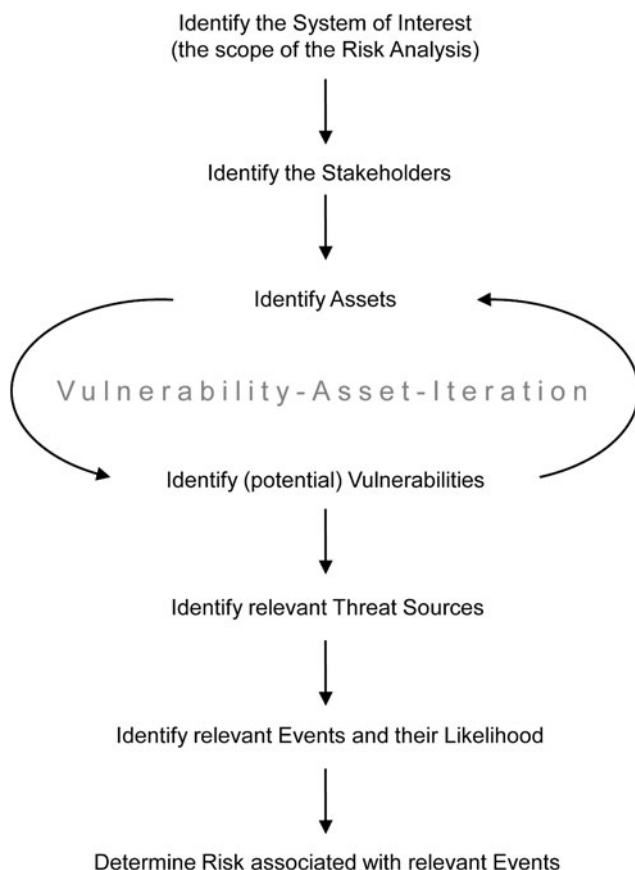 Identify the System of Interest
(the scope of the Risk Analysis)
Identify the Stakeholders
Identify Assets
Vulnerability-Asset-Iteration
Identify (potential) Vulnerabilities
Identify relevant Threat Sources
Identify relevant Events and their Likelihood
Determine Risk associated with relevant Events